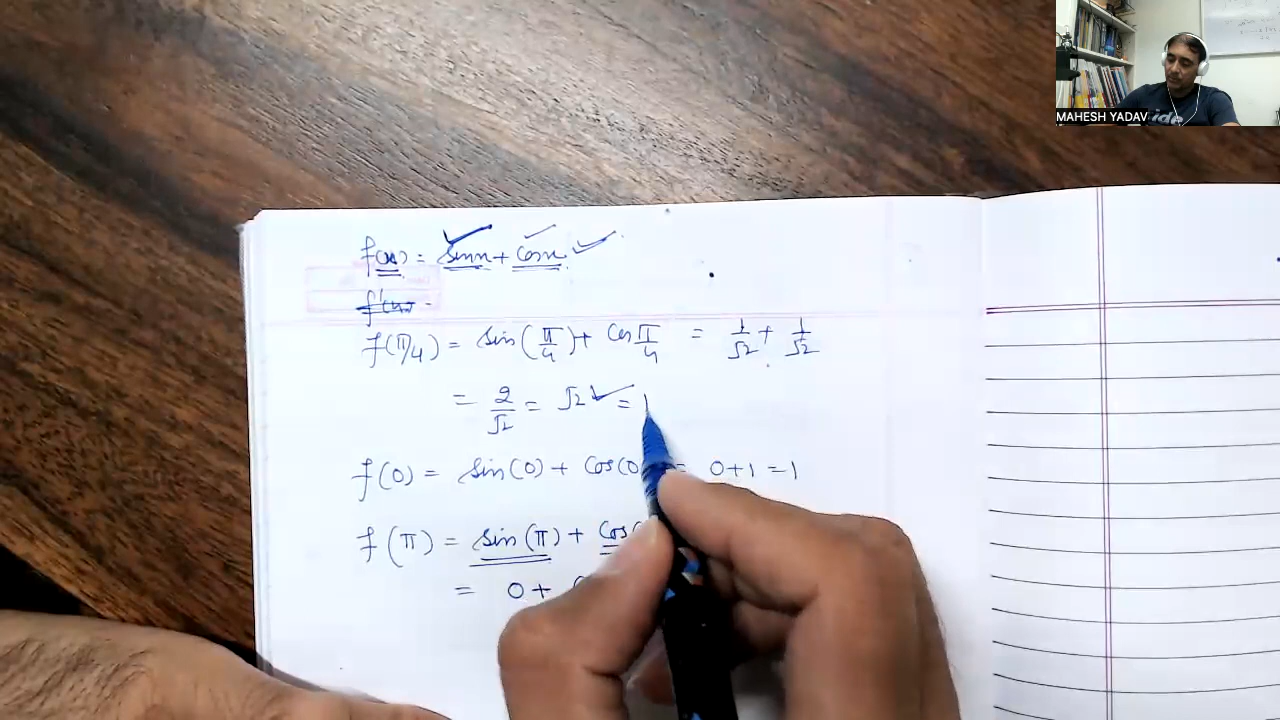 MAHESH YADAV
f(x) = sinx + cosx
f'(x)
f(π/4) = sin(π/4) + cos π/4 = 1/√2 + 1/√2
= 2/√2 = √2 = 1
f(0) = sin(0) + cos(0 = 0+1 = 1
f(π) = sin(π) + cos(
= 0 + (